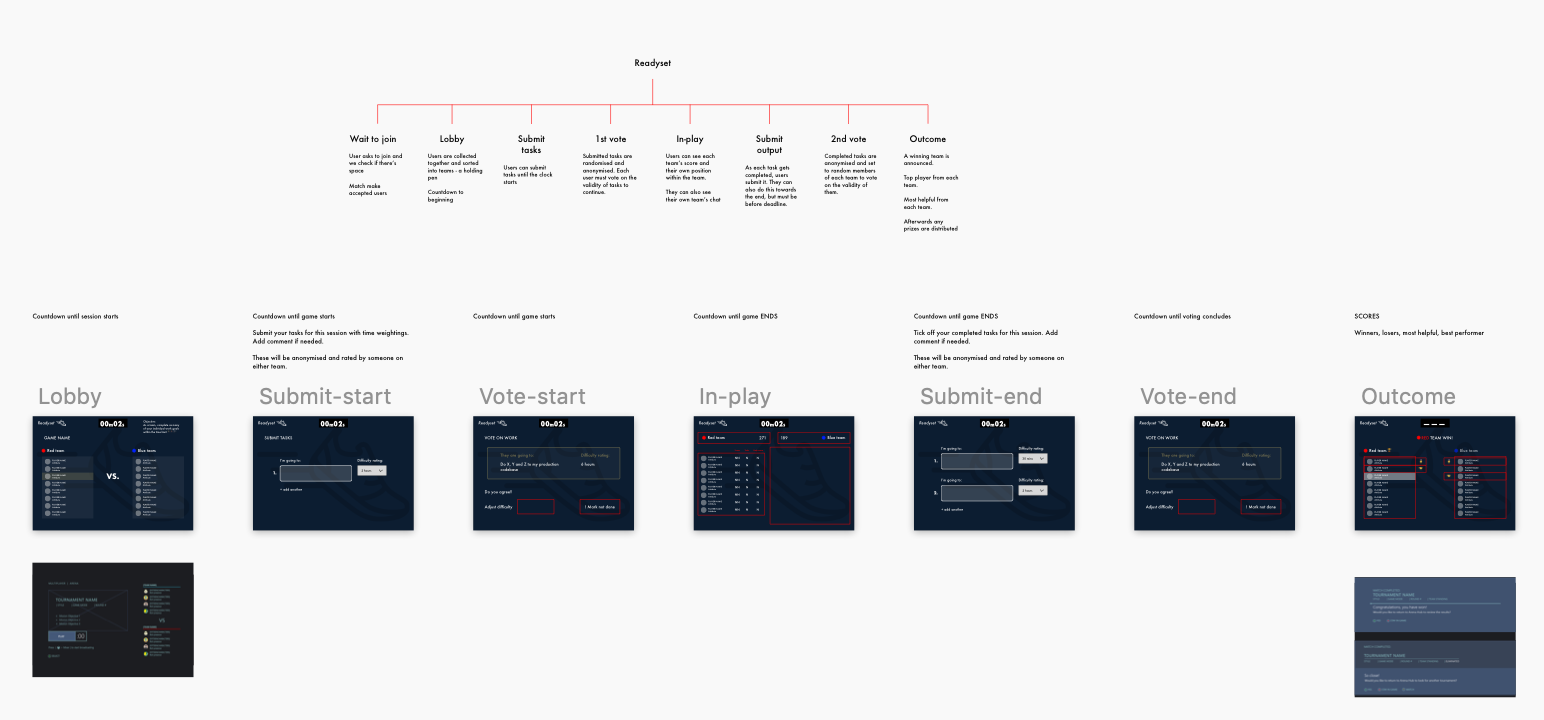 Readyset
Wait to join
User asks to join and
we check if there's
space
Match make
accepted users
Lobby
Users are collected
together and sorted
into teams - a holding
pen
Countdown to
beginning
Submit
tasks
Users can submit
tasks until the clock
starts
1st vote
Submitted tasks are
randomised and
anonymised. Each
user must vote on the
validity of tasks to
continue.
In-play
Users can see each
team's score and
their own position
within the team.
They can also see
their own team's chat
Submit
output
As each task gets
completed, users
submit it. They can
also do this towards
the end, but must be
before deadline.
2nd vote
Completed tasks are
anonymised and set
to random members
of each team to vote
on the validity of
them.
Outcome
A winning team is
announced.
Top player from each
team.
Most helpful from
each team.
Afterwards any
prizes are distributed
Countdown until session starts
Countdown until game starts
Submit your tasks for this session with time weightings.
Add comment if needed.
These will be anonymised and rated by someone on
either team.
Countdown until game starts
Countdown until game ENDS
Countdown until game ENDS
Tick off your completed tasks for this session. Add
comment if needed.
These will be anonymised and rated by someone on
either team.
Countdown until voting concludes
SCORES
Winners, losers, most helpful, best performer
Lobby
Submit-start
Vote-start
In-play
Submit-end
Vote-end
Outcome
Readyset
00m02s
GAME NAME
Red team
Blue team
VS.
Readyset
00m02s
SUBMIT TASKS
I'm going to:
Difficulty rating:
1.
2 hours
+ add another
Readyset
00m02s
VOTE ON WORK
They are going to:
Difficulty rating:
Do X, Y and Z to my production
codebase
4 hours
Do you agree?
Adjust difficulty
! Mark not done
Readyset
00m02s
Red team
271
189
Blue team
Readyset
00m02s
I'm going to:
Difficulty rating:
1.
I'm going to:
Difficulty rating:
2.
+ add another
Readyset
00m02s
VOTE ON WORK
They are going to:
Difficulty rating:
Do X, Y and Z to my production
codebase
4 hours
Do you agree?
Adjust difficulty
! Mark not done
Readyset
RED TEAM WIN!
Red team
Blue team
TOURNAMENT NAME
VS
TOURNAMENT NAME
Congratulations, you have won!
TOURNAMENT NAME